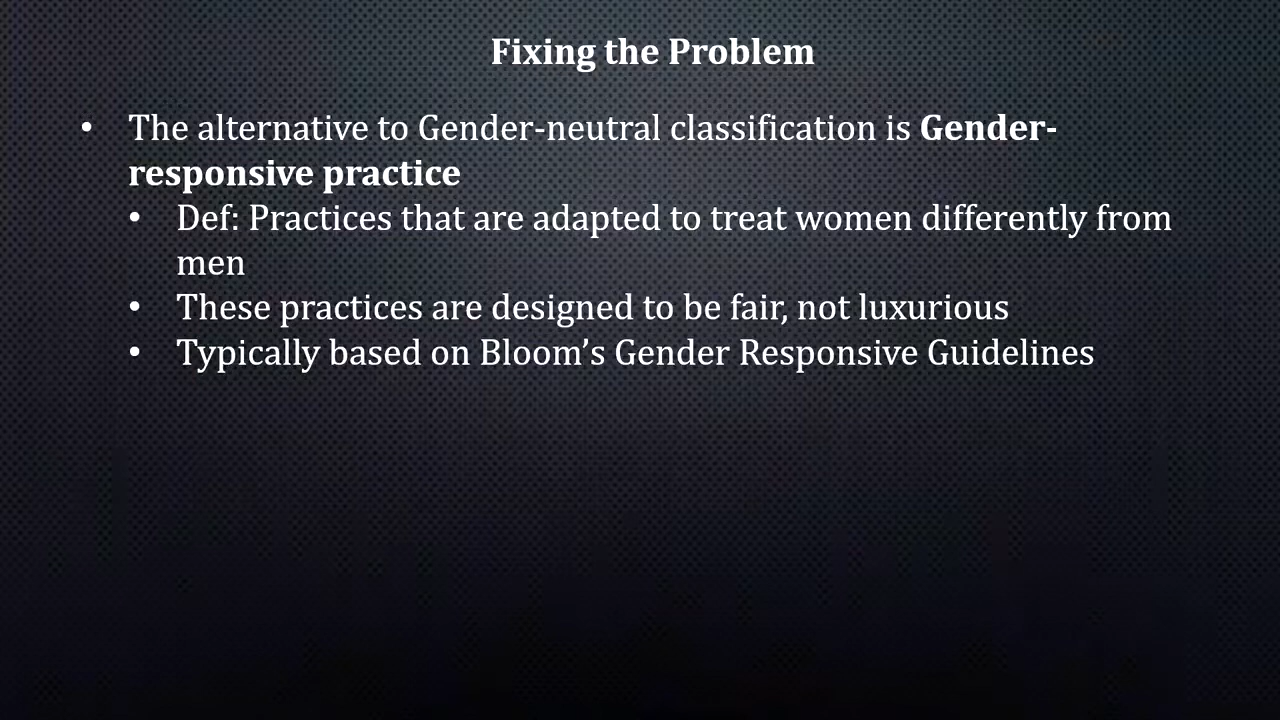 Fixing the Problem
• The alternative to Gender-neutral classification is Gender-
responsive practice
• Def: Practices that are adapted to treat women differently from
men
• These practices are designed to be fair, not luxurious
• Typically based on Bloom’s Gender Responsive Guidelines